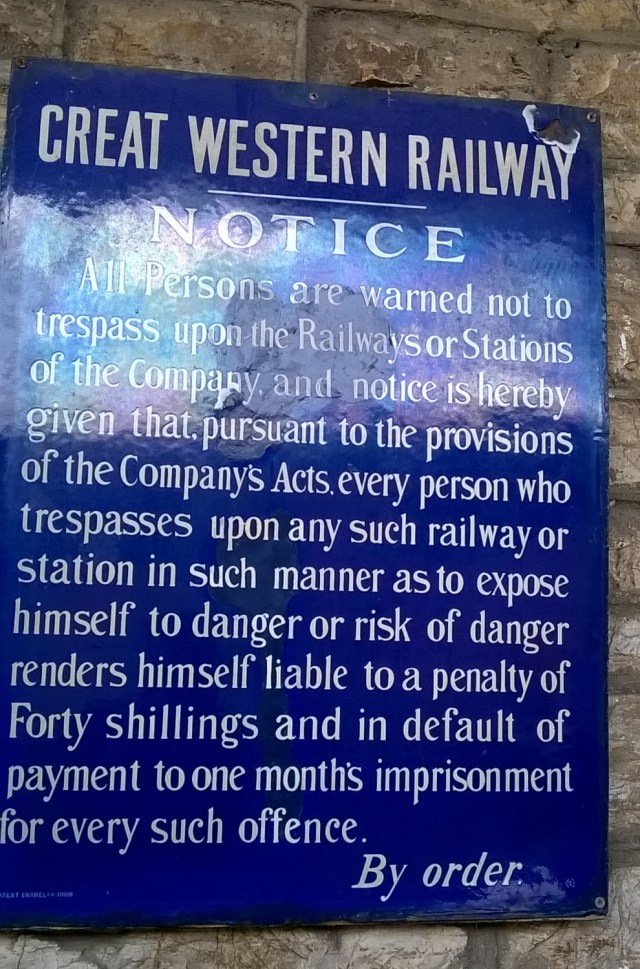 GREAT WESTERN RAILWAY
NOTICE
All Persons are warned not to
trespass upon the Railways or Stations
of the Company, and notice is hereby
given that, pursuant to the provisions
of the Company's Acts, every person who
trespasses upon any such railway or
station in such manner as to expose
himself to danger or risk of danger
renders himself liable to a penalty of
Forty shillings and in default of
payment to one month's imprisonment
for every such offence.
By order.
ENAMEL